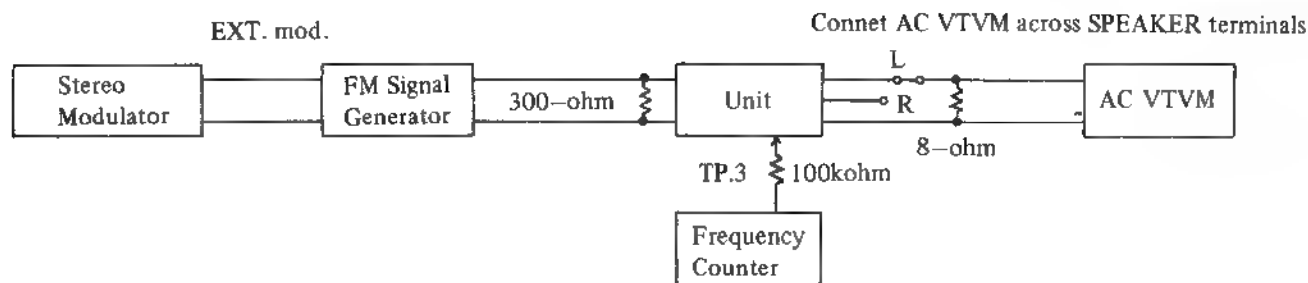 Connet AC VTVM across SPEAKER terminals
EXT. mod.
Stereo
Modulator
FM Signal
Generator
300-ohm
Unit
L
R
8-ohm
AC VTVM
TP.3
100kohm
Frequency
Counter